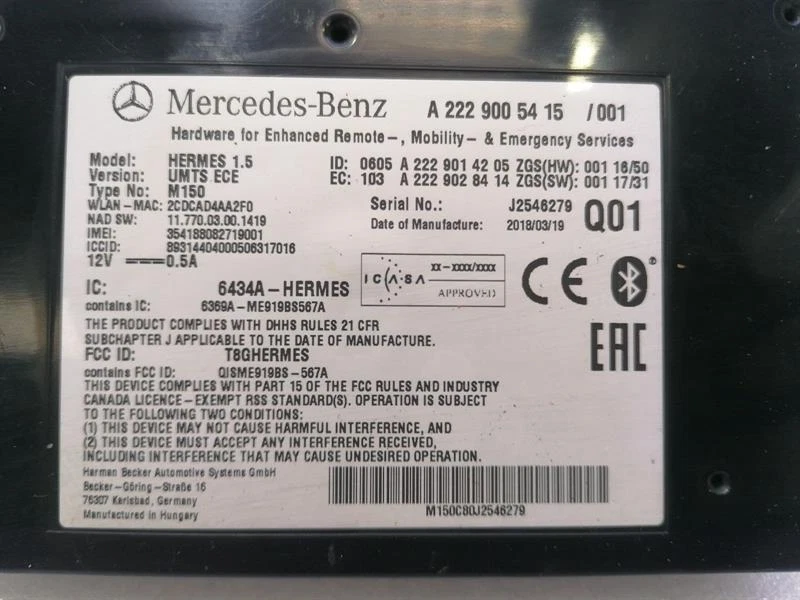 Mercedes-Benz A 222 900 54 15 /001
Hardware for Enhanced Remote-, Mobility- & Emergency Services
Model: HERMES 1.5 ID: 0605 A 222 901 42 05 ZGS(HW): 001 16/50
Version: UMTS ECE EC: 103 A 222 902 84 14 ZGS(SW): 001 17/31
Type No: M150
WLAN-MAC: 2CDCAD4AA2F0 Serial No.: J2546279
NAD SW: 11.770.03.00.1419 Date of Manufacture: 2018/03/19 Q01
IMEI: 354188082719001
ICCID: 89314404000506317016
12V 0.5A
IC: 6434A-HERMES
contains IC: 6369A-ME919BS567A
ICASA xx-xxxx/xxxx
APPROVED
CE
THE PRODUCT COMPLIES WITH DHHS RULES 21 CFR
SUBCHAPTER J APPLICABLE TO THE DATE OF MANUFACTURE.
EAC
FCC ID: T8GHERMES
contains FCC ID: QISME919BS-567A
THIS DEVICE COMPLIES WITH PART 15 OF THE FCC RULES AND INDUSTRY
CANADA LICENCE-EXEMPT RSS STANDARD(S). OPERATION IS SUBJECT
TO THE FOLLOWING TWO CONDITIONS:
(1) THIS DEVICE MAY NOT CAUSE HARMFUL INTERFERENCE, AND
(2) THIS DEVICE MUST ACCEPT ANY INTERFERENCE RECEIVED,
INCLUDING INTERFERENCE THAT MAY CAUSE UNDESIRED OPERATION.
Harman Becker Automotive Systems GmbH
Becker-Göring-Straße 16
76307 Karlsbad, Germany
Manufactured in Hungary
M150C80J2546279